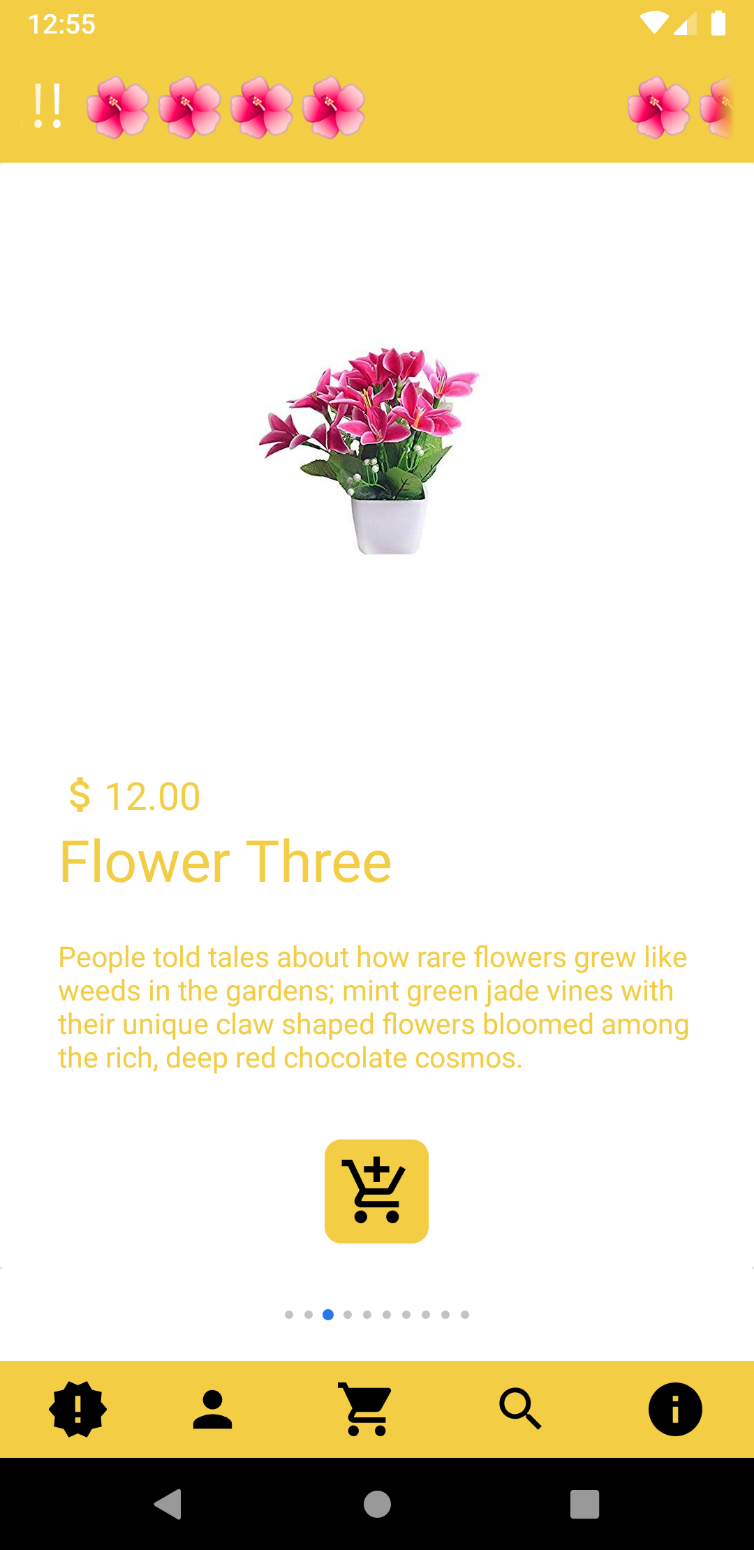 12:55
!! 🌺🌺🌺🌺 🌺🌺
$ 12.00
Flower Three
People told tales about how rare flowers grew like
weeds in the gardens; mint green jade vines with
their unique claw shaped flowers bloomed among
the rich, deep red chocolate cosmos.